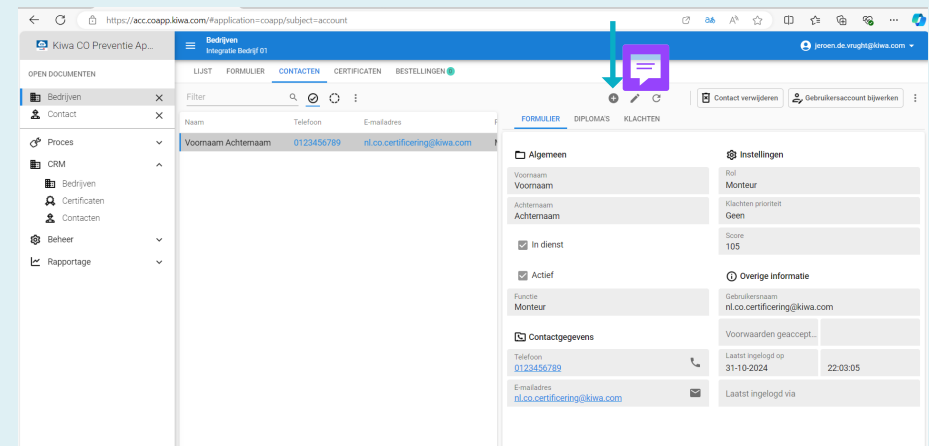 https://acc.coapp.kiwa.com/#application=coapp/subject=account
Kiwa CO Preventie Ap...
Bedrijven
Integratie Bedrijf 01
jeroen.de.vrught@kiwa.com
OPEN DOCUMENTEN
Bedrijven
Contact
Proces
CRM
Bedrijven
Certificaten
Contacten
Beheer
Rapportage
LIJST FORMULIER CONTACTEN CERTIFICATEN BESTELLINGEN 0
Filter
Naam Telefoon E-mailadres F
Voornaam Achternaam 0123456789 nl.co.certificering@kiwa.com
Contact verwijderen Gebruikersaccount bijwerken
FORMULIER DIPLOMA'S KLACHTEN
Algemeen
Voornaam
Voornaam
Achternaam
Achternaam
In dienst
Actief
Functie
Monteur
Contactgegevens
Telefoon
0123456789
E-mailadres
nl.co.certificering@kiwa.com
Instellingen
Rol
Monteur
Klachten prioriteit
Geen
Score
105
Overige informatie
Gebruikersnaam
nl.co.certificering@kiwa.com
Voorwaarden geaccept...
Laatst ingelogd op
31-10-2024 22:03:05
Laatst ingelogd via